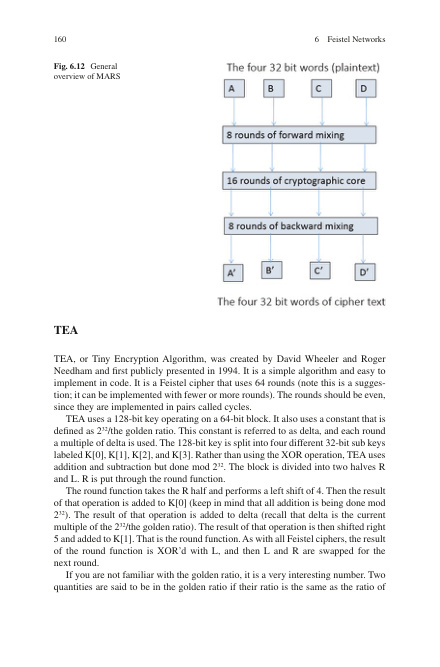 160
6 Feistel Networks
Fig. 6.12 General
overview of MARS
The four 32 bit words (plaintext)
A B C D
8 rounds of forward mixing
16 rounds of cryptographic core
8 rounds of backward mixing
A' B' C' D'
The four 32 bit words of cipher text
TEA
TEA, or Tiny Encryption Algorithm, was created by David Wheeler and Roger
Needham and first publicly presented in 1994. It is a simple algorithm and easy to
implement in code. It is a Feistel cipher that uses 64 rounds (note this is a sugges-
tion; it can be implemented with fewer or more rounds). The rounds should be even,
since they are implemented in pairs called cycles.
TEA uses a 128-bit key operating on a 64-bit block. It also uses a constant that is
defined as 2³²/the golden ratio. This constant is referred to as delta, and each round
a multiple of delta is used. The 128-bit key is split into four different 32-bit sub keys
labeled K[0], K[1], K[2], and K[3]. Rather than using the XOR operation, TEA uses
addition and subtraction but done mod 2³². The block is divided into two halves R
and L. R is put through the round function.
The round function takes the R half and performs a left shift of 4. Then the result
of that operation is added to K[0] (keep in mind that all addition is being done mod
2³²). The result of that operation is added to delta (recall that delta is the current
multiple of the 2³²/the golden ratio). The result of that operation is then shifted right
5 and added to K[1]. That is the round function. As with all Feistel ciphers, the result
of the round function is XOR'd with L, and then L and R are swapped for the
next round.
If you are not familiar with the golden ratio, it is a very interesting number. Two
quantities are said to be in the golden ratio if their ratio is the same as the ratio of